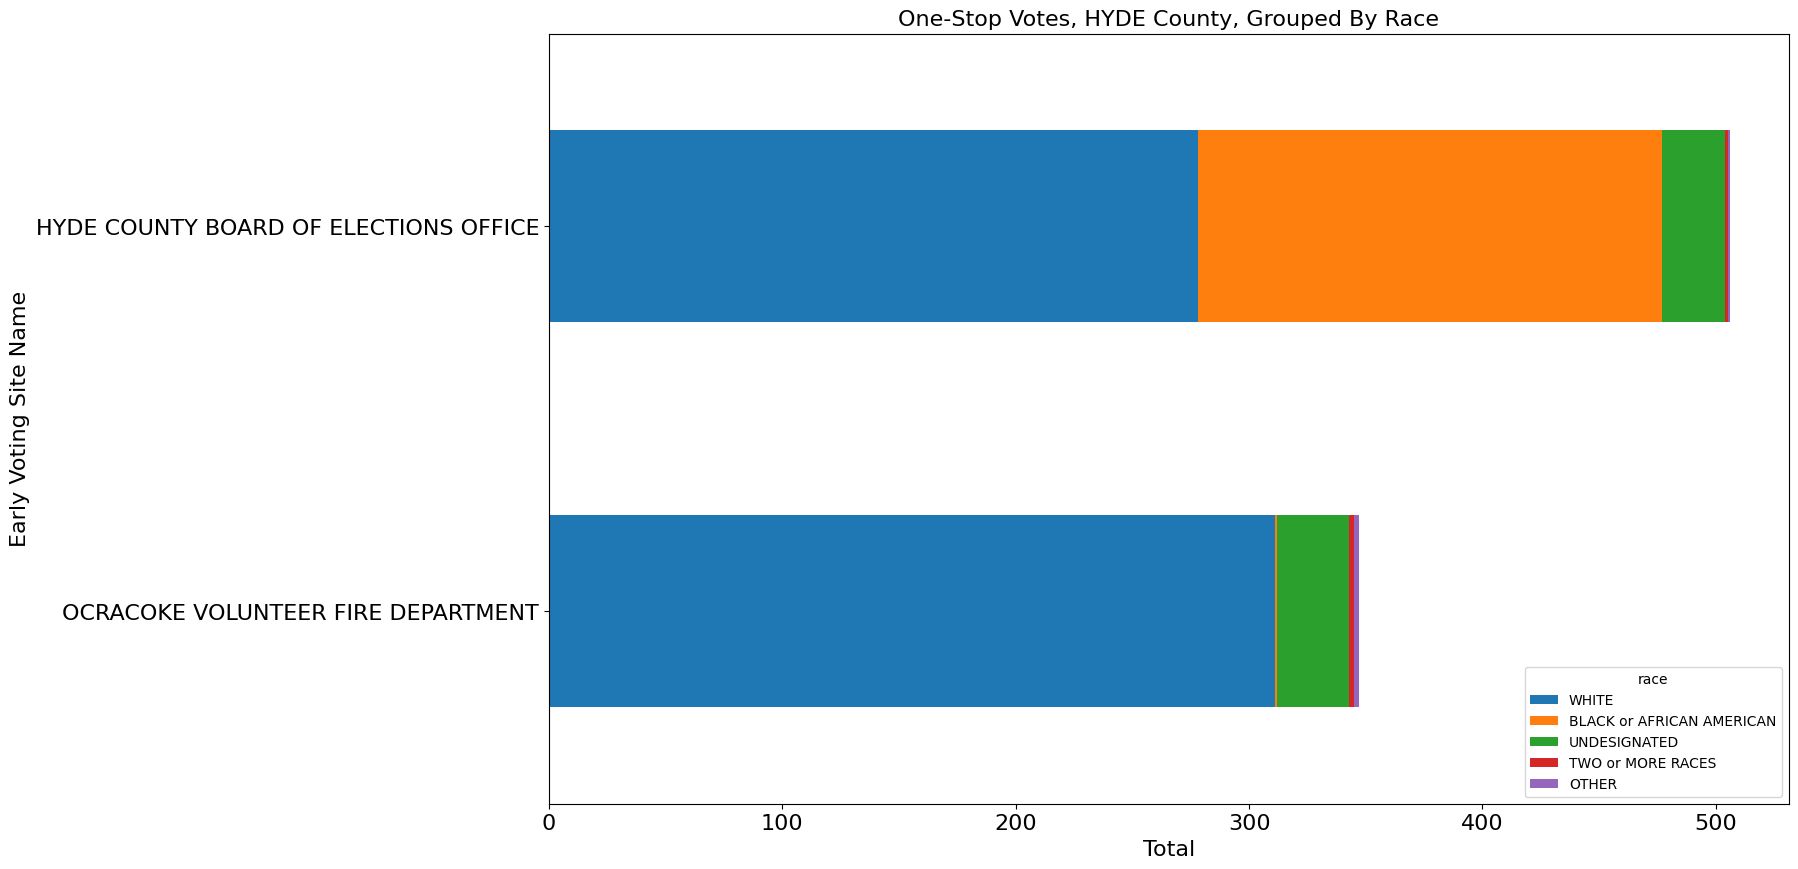 One-Stop Votes, HYDE County, Grouped By Race
Early Voting Site Name
HYDE COUNTY BOARD OF ELECTIONS OFFICE
OCRACOKE VOLUNTEER FIRE DEPARTMENT
race
WHITE
BLACK or AFRICAN AMERICAN
UNDESIGNATED
TWO or MORE RACES
OTHER
0 100 200 300 400 500
Total